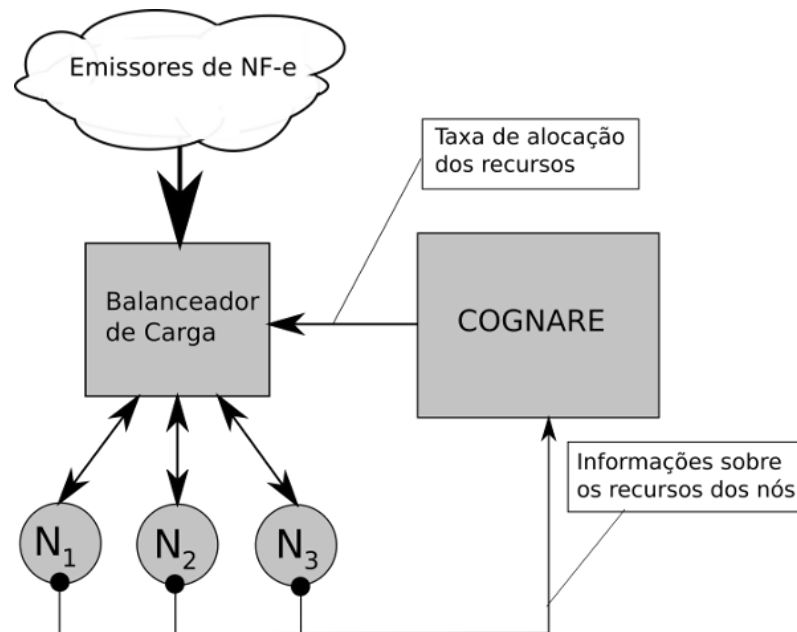 Emissores de NF-e
Taxa de alocação
dos recursos
Balanceador
de Carga
COGNARE
Informações sobre
os recursos dos nós
N1
N2
N3